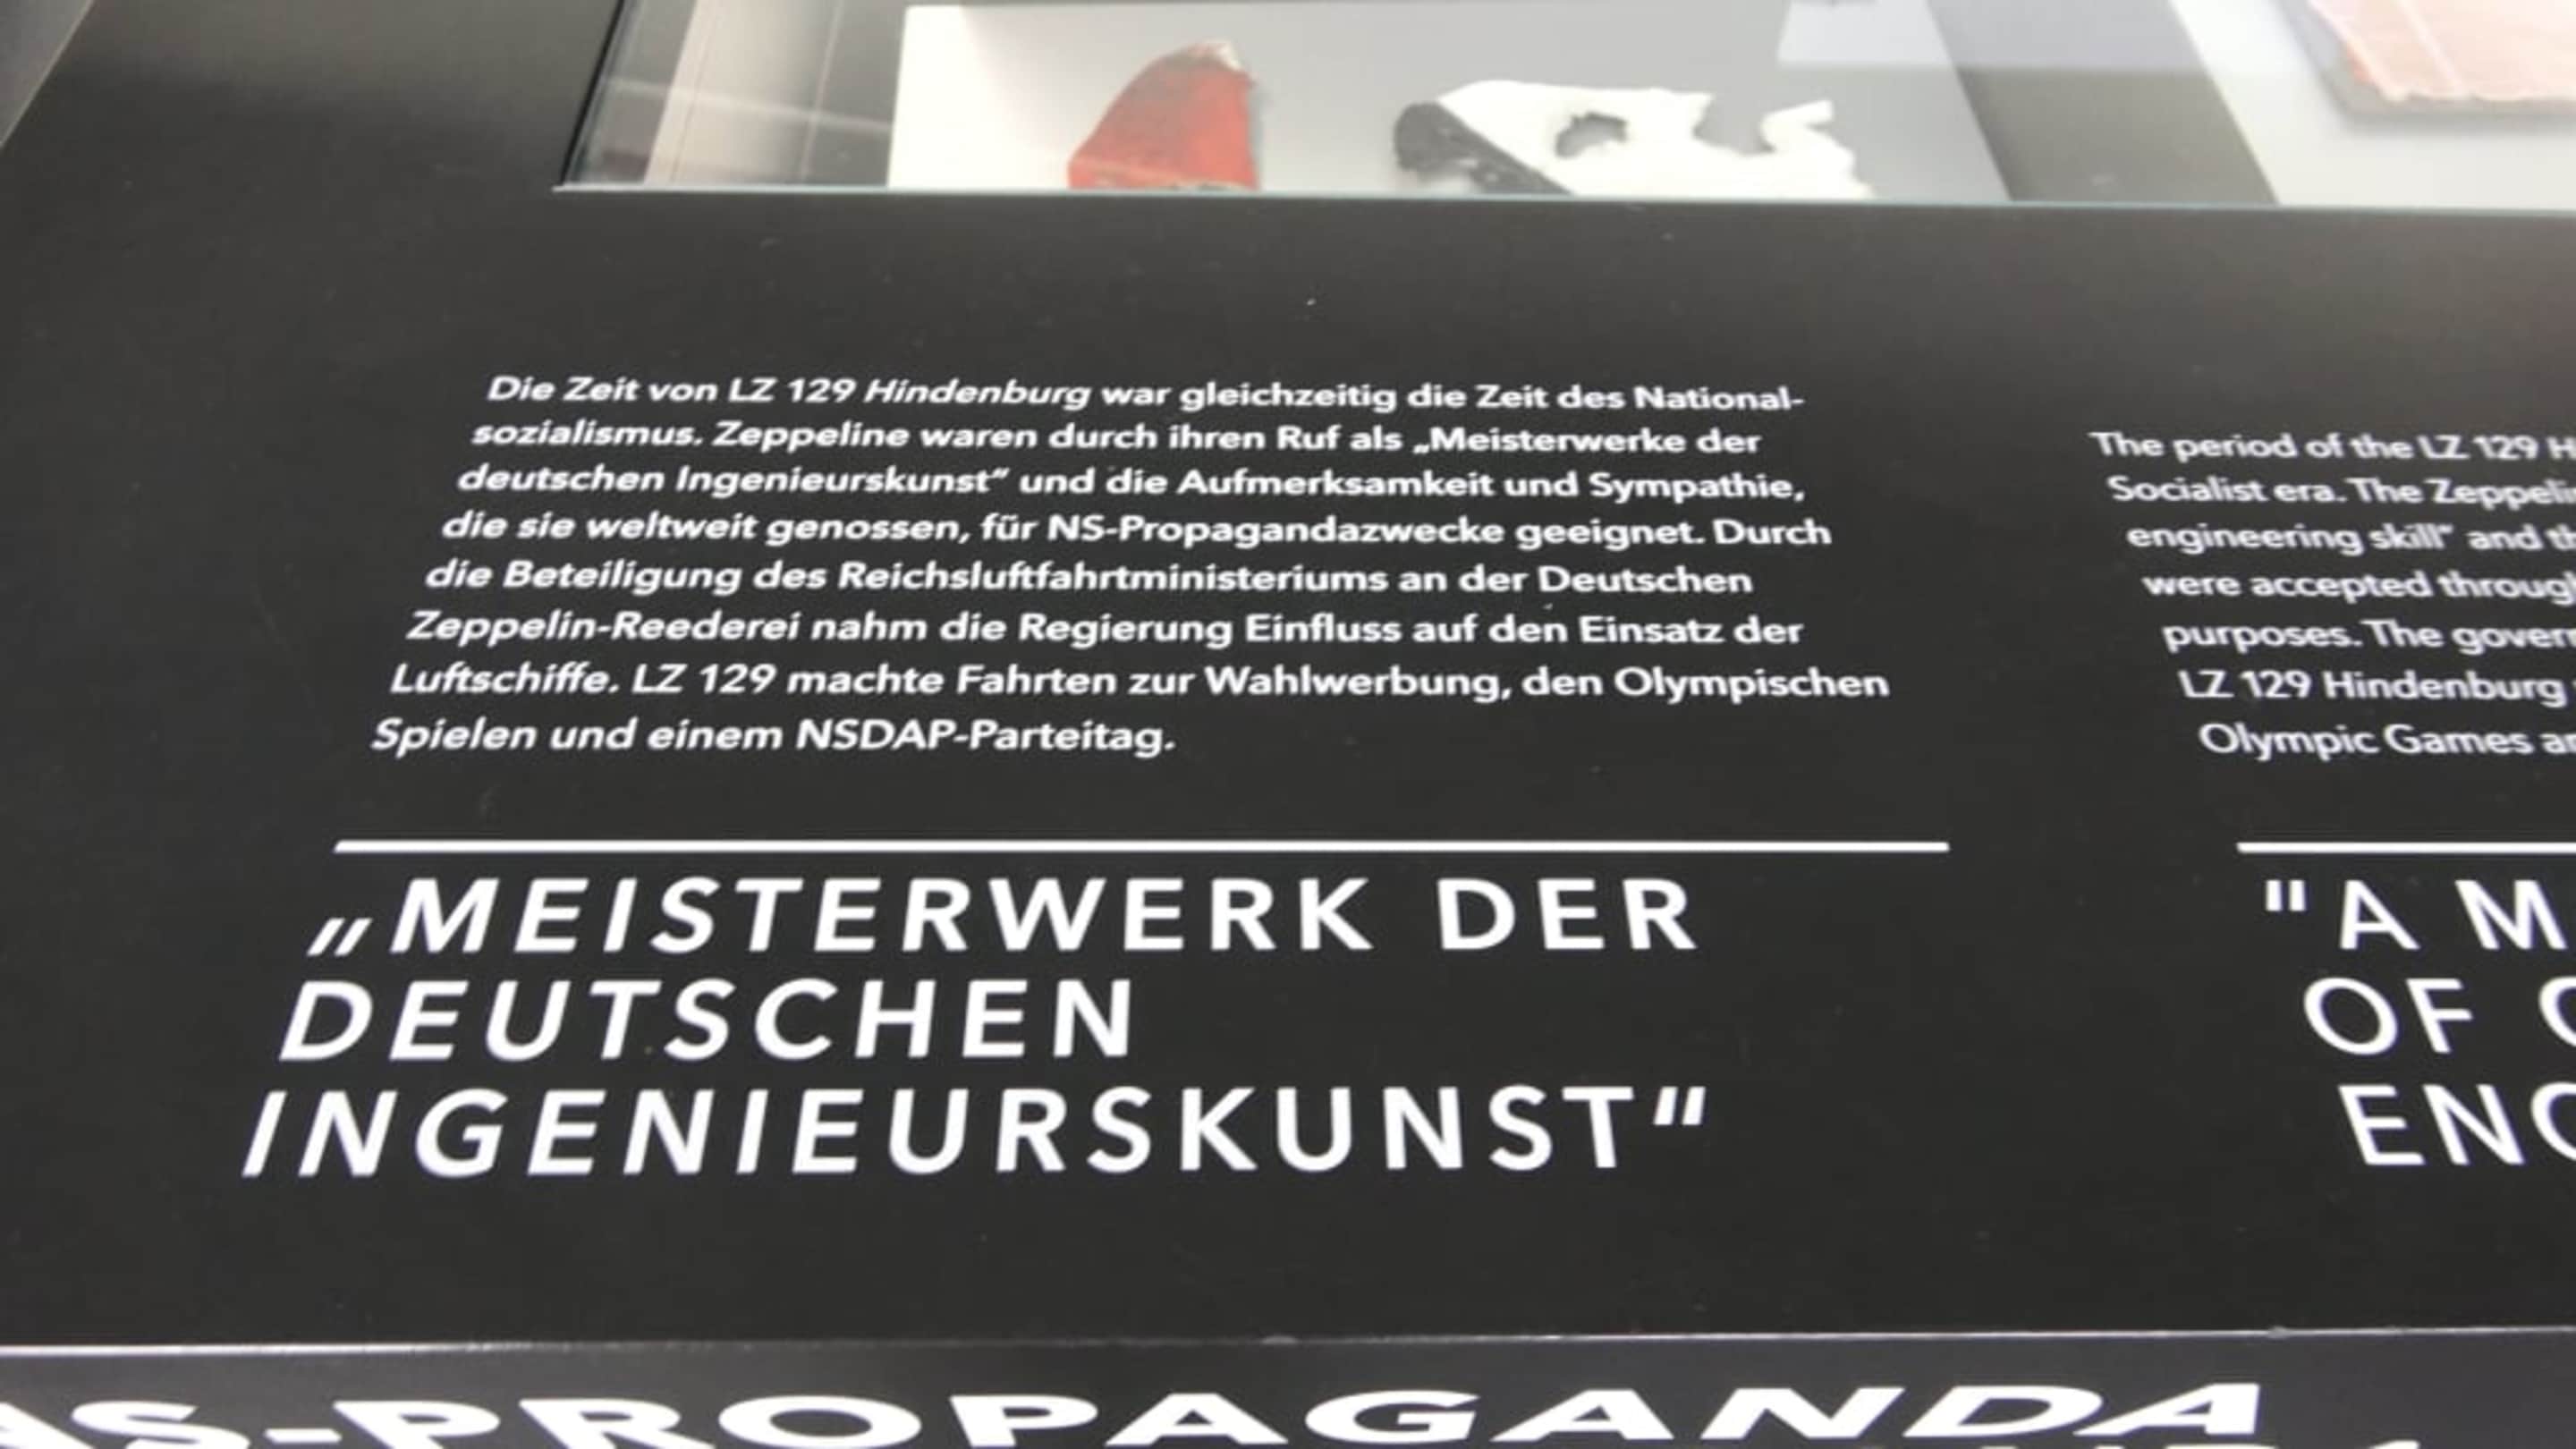 Die Zeit von LZ 129 Hindenburg war gleichzeitig die Zeit des National-
sozialismus. Zeppeline waren durch ihren Ruf als „Meisterwerke der
deutschen Ingenieurskunst“ und die Aufmerksamkeit und Sympathie,
die sie weltweit genossen, für NS-Propagandazwecke geeignet. Durch
die Beteiligung des Reichsluftfahrtministeriums an der Deutschen
Zeppelin-Reederei nahm die Regierung Einfluss auf den Einsatz der
Luftschiffe. LZ 129 machte Fahrten zur Wahlwerbung, den Olympischen
Spielen und einem NSDAP-Parteitag.
„MEISTERWERK DER
DEUTSCHEN
INGENIEURSKUNST“
The period of the LZ 129
Socialist era. The
engineering skill" and
were accepted
purposes. The
LZ 129 Hindenburg
Olympic Games
"A
OF
-PROPAGANDA